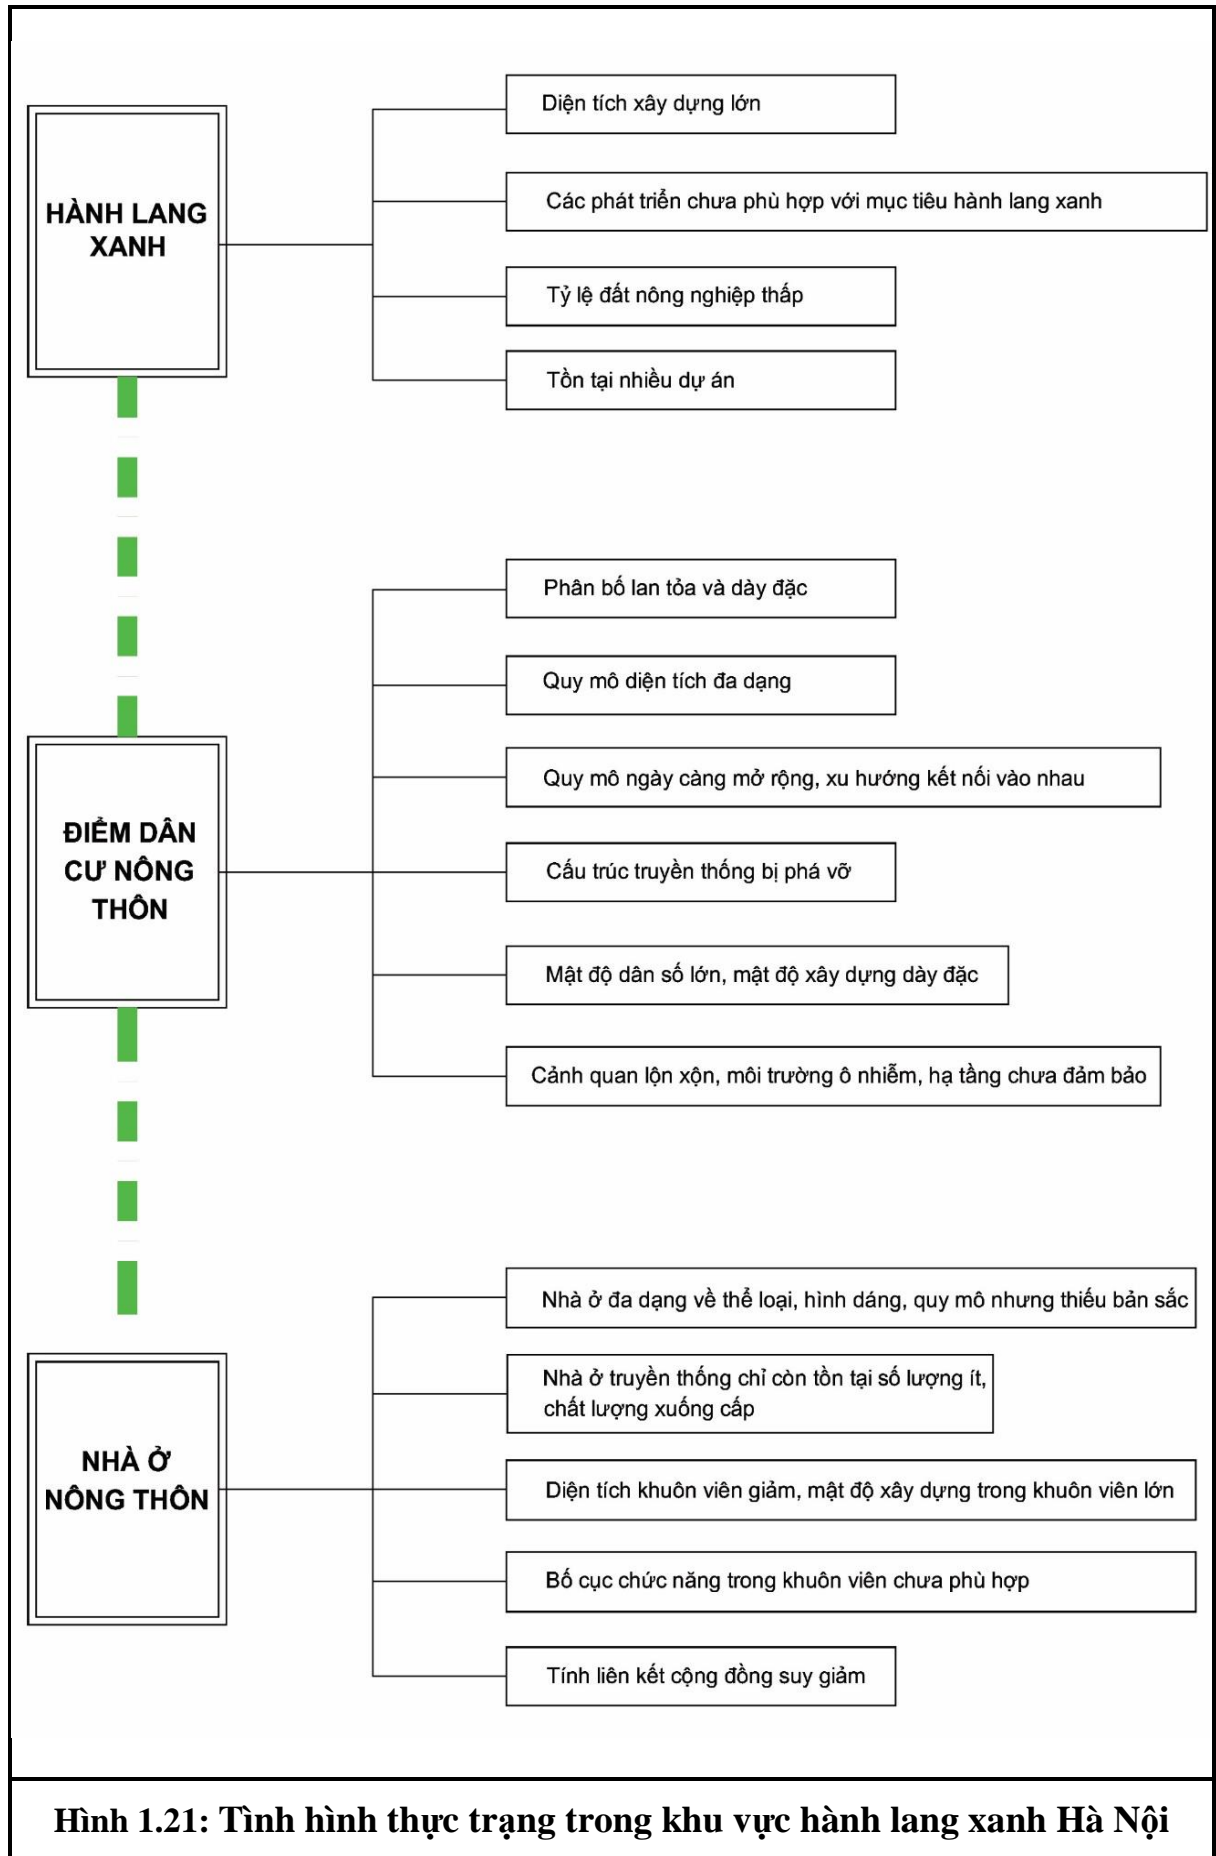 HÀNH LANG
XANH
Diện tích xây dựng lớn
Các phát triển chưa phù hợp với mục tiêu hành lang xanh
Tỷ lệ đất nông nghiệp thấp
Tồn tại nhiều dự án
ĐIỂM DÂN
CƯ NÔNG
THÔN
Phân bố lan tỏa và dày đặc
Quy mô diện tích đa dạng
Quy mô ngày càng mở rộng, xu hướng kết nối vào nhau
Cấu trúc truyền thống bị phá vỡ
Mật độ dân số lớn, mật độ xây dựng dày đặc
Cảnh quan lộn xộn, môi trường ô nhiễm, hạ tầng chưa đảm bảo
NHÀ Ở
NÔNG THÔN
Nhà ở đa dạng về thể loại, hình dáng, quy mô nhưng thiếu bản sắc
Nhà ở truyền thống chỉ còn tồn tại số lượng ít,
chất lượng xuống cấp
Diện tích khuôn viên giảm, mật độ xây dựng trong khuôn viên lớn
Bố cục chức năng trong khuôn viên chưa phù hợp
Tính liên kết cộng đồng suy giảm
Hình 1.21: Tình hình thực trạng trong khu vực hành lang xanh Hà Nội